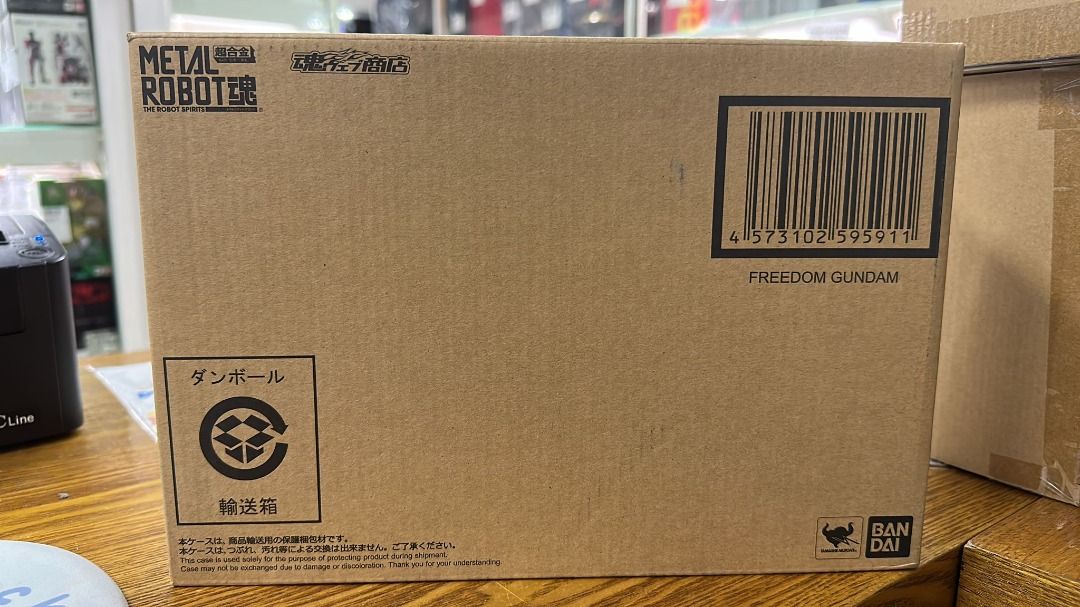 METAL 超合金
ROBOT魂
THE ROBOT SPIRITS
魂ウェブ商店
4 573102 595911
FREEDOM GUNDAM
ダンボール
輸送箱
本ケースは、商品輸送用の保護梱包材です。
本ケースは、つぶれ、汚れ等による交換は出来ません。ご了承ください。
This case is used solely for the purpose of protecting product during shipment.
Case may not be exchanged due to damage or discoloration. Thank you for your understanding.
TAMASHII NATIONS
BAN
DAI
CLine